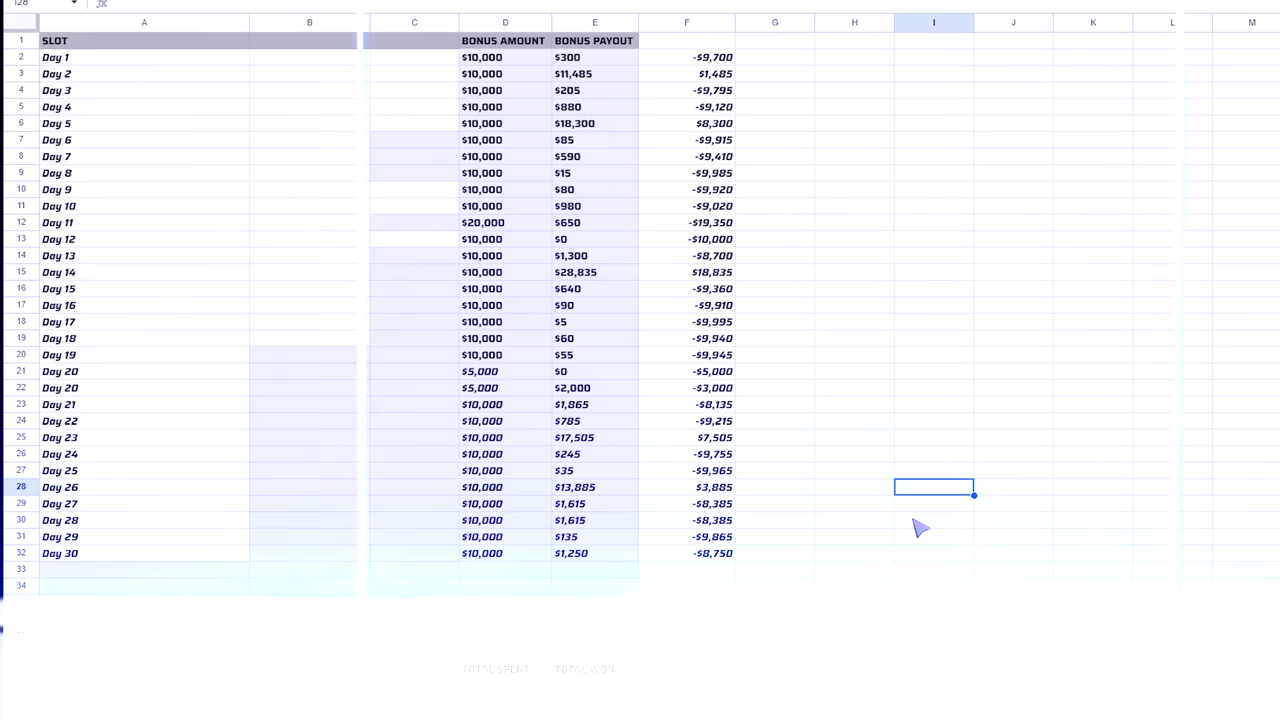 128 fx
A B C D E F G H I J K L M
1 SLOT BONUS AMOUNT BONUS PAYOUT
2 Day 1 $10,000 $300 -$9,700
3 Day 2 $10,000 $11,485 $1,485
4 Day 3 $10,000 $205 -$9,795
5 Day 4 $10,000 $880 -$9,120
6 Day 5 $10,000 $18,300 $8,300
7 Day 6 $10,000 $85 -$9,915
8 Day 7 $10,000 $590 -$9,410
9 Day 8 $10,000 $15 -$9,985
10 Day 9 $10,000 $80 -$9,920
11 Day 10 $10,000 $980 -$9,020
12 Day 11 $20,000 $650 -$19,350
13 Day 12 $10,000 $0 -$10,000
14 Day 13 $10,000 $1,300 -$8,700
15 Day 14 $10,000 $28,835 $18,835
16 Day 15 $10,000 $640 -$9,360
17 Day 16 $10,000 $90 -$9,910
18 Day 17 $10,000 $5 -$9,995
19 Day 18 $10,000 $60 -$9,940
20 Day 19 $10,000 $55 -$9,945
21 Day 20 $5,000 $0 -$5,000
22 Day 20 $5,000 $2,000 -$3,000
23 Day 21 $10,000 $1,865 -$8,135
24 Day 22 $10,000 $785 -$9,215
25 Day 23 $10,000 $17,505 $7,505
26 Day 24 $10,000 $245 -$9,755
27 Day 25 $10,000 $35 -$9,965
28 Day 26 $10,000 $13,885 $3,885
29 Day 27 $10,000 $1,615 -$8,385
30 Day 28 $10,000 $1,615 -$8,385
31 Day 29 $10,000 $135 -$9,865
32 Day 30 $10,000 $1,250 -$8,750
33
34
TOTAL SPENT TOTAL WON